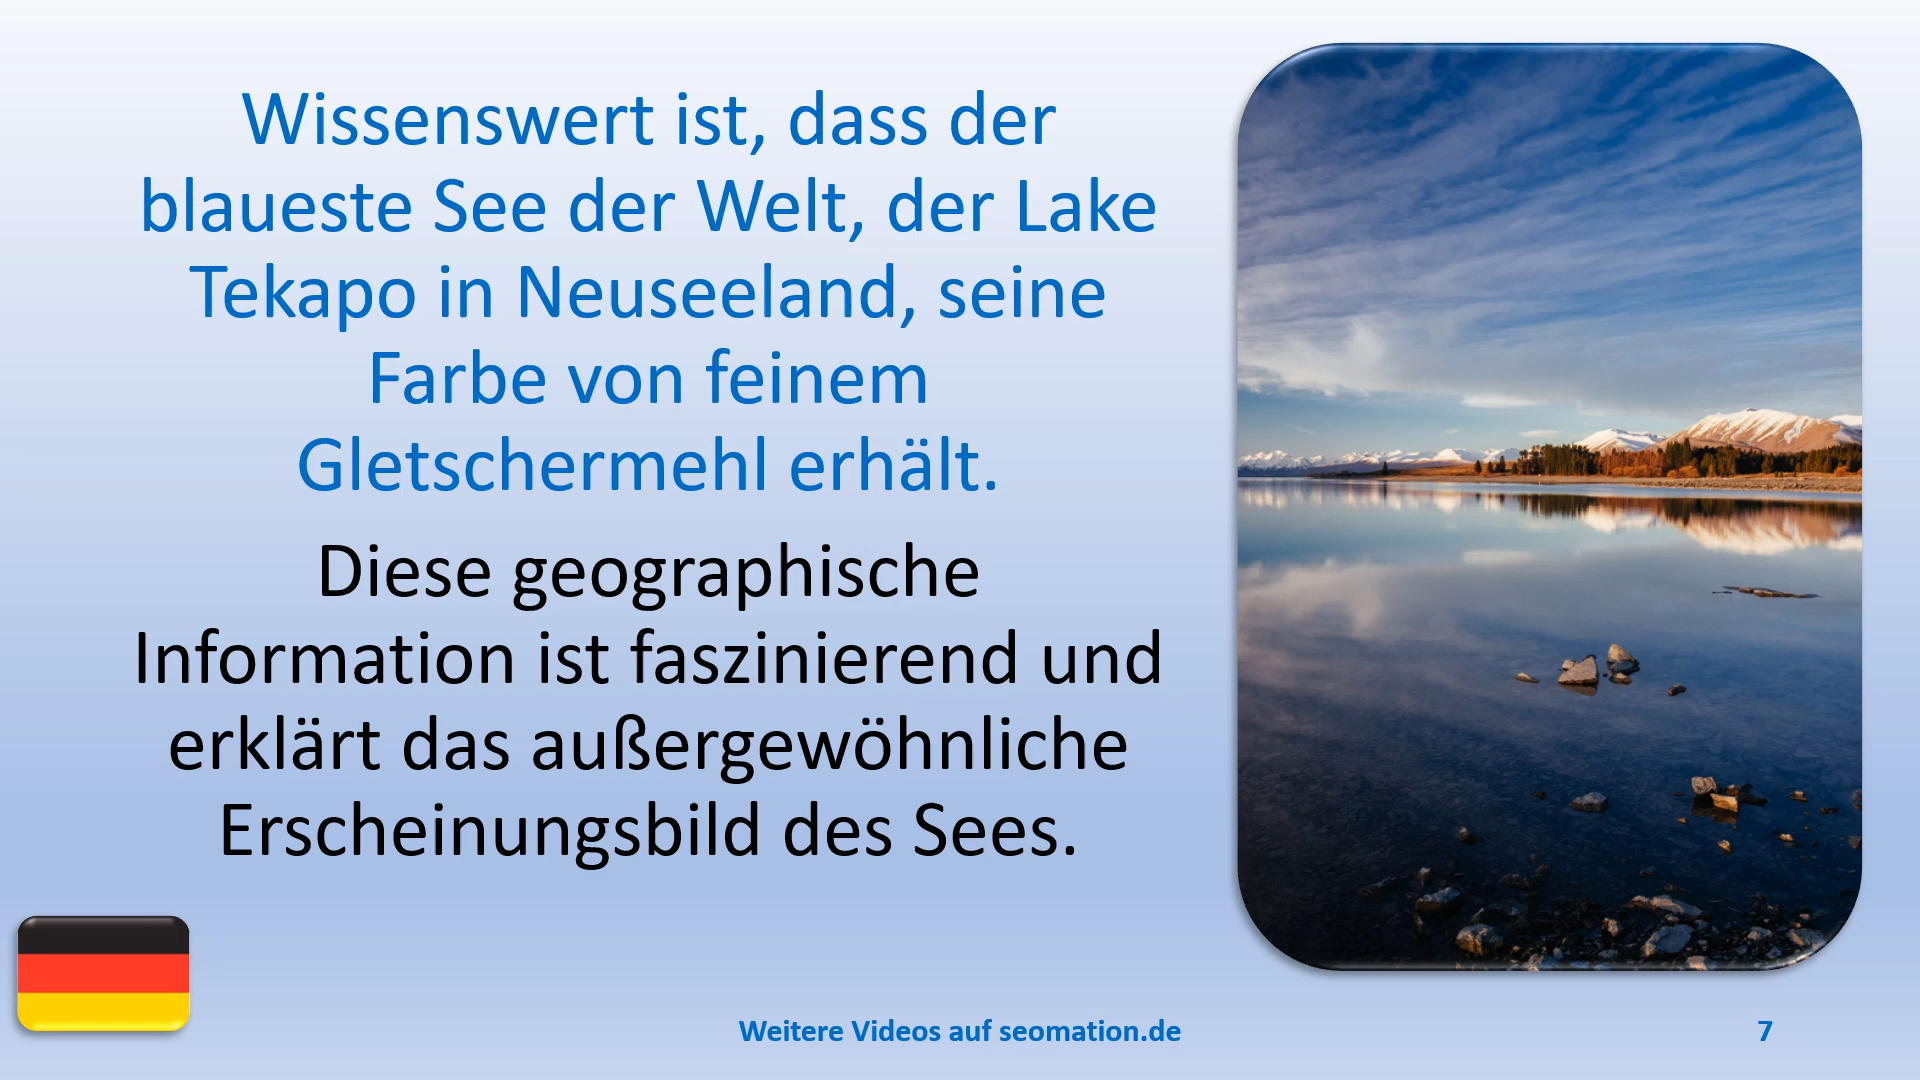 Wissenswert ist, dass der
blaueste See der Welt, der Lake
Tekapo in Neuseeland, seine
Farbe von feinem
Gletschermehl erhält.
Diese geographische
Information ist faszinierend und
erklärt das außergewöhnliche
Erscheinungsbild des Sees.
Weitere Videos auf seomation.de
7